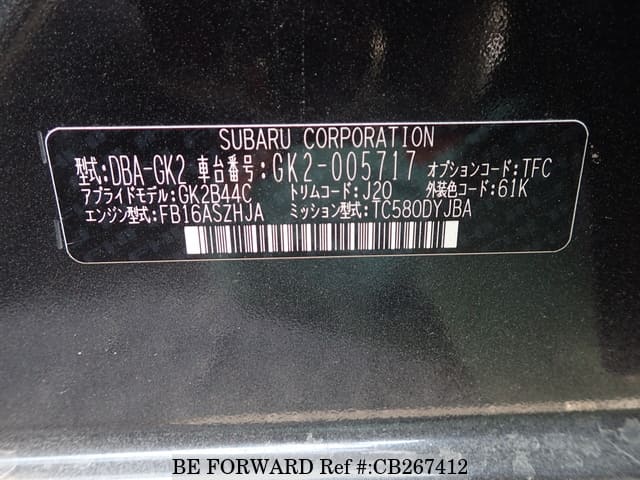 SUBARU CORPORATION
型式:DBA-GK2 車台番号:GK2-005717 オプションコード:TFC
アプライドモデル:GK2B44C トリムコード:J20 外装色コード:61K
エンジン型式:FB16ASZHJA ミッション型式:TC580DYJBA
BE FORWARD Ref #:CB267412